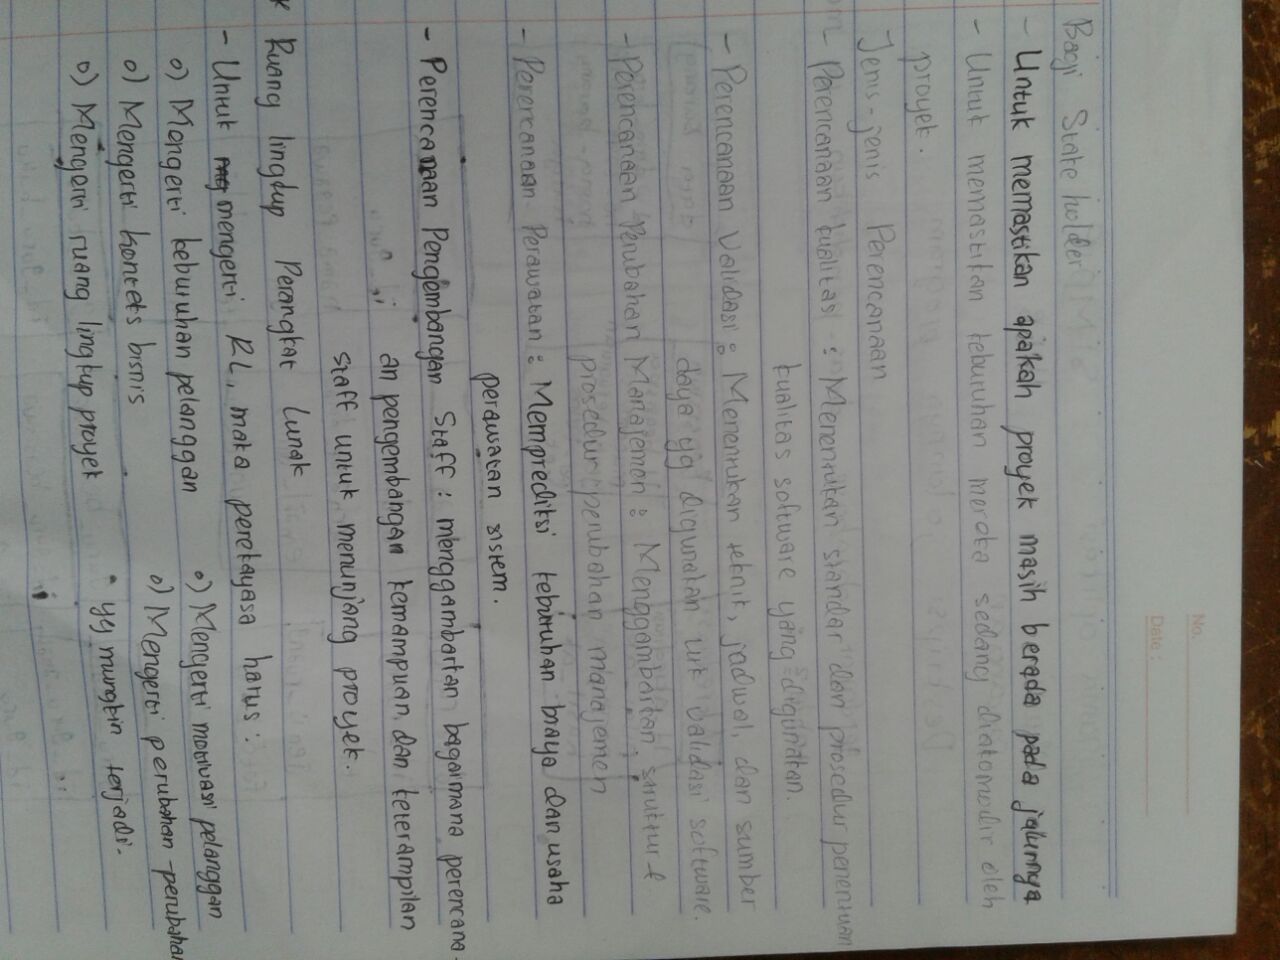 No.
Date :
Bagi Stake holder
- Untuk memastikan apakah proyek masih berada pada jalurnya
- Untuk memastikan kebutuhan mereka sedang diakomodir oleh
proyek.
Jenis-jenis Perencanaan
- Perencanaan kualitas : Menentukan standar dan prosedur penentuan
kualitas software yang digunakan.
- Perencanaan Validasi : Menentukan teknik, jadwal, dan sumber
daya yg digunakan utk validasi software.
- Perencanaan Perubahan Manajemen : Menggambarkan struktur &
prosedur perubahan manajemen
- Perencanaan Perawatan : Memprediksi kebutuhan biaya dan usaha
perawatan sistem.
- Perencanaan Pengembangan Staff : menggambarkan bagaimana perencana-
an pengembangan kemampuan dan keterampilan
staff untuk menunjang proyek.
Ruang lingkup Perangkat Lunak
- Untuk mengerti RL, maka perekayasa harus :
o) Mengerti kebutuhan pelanggan
o) Mengerti konteks bisnis
o) Mengerti ruang lingkup proyek
o) Mengerti motivasi pelanggan
o) Mengerti perubahan-perubahan
yg mungkin terjadi.